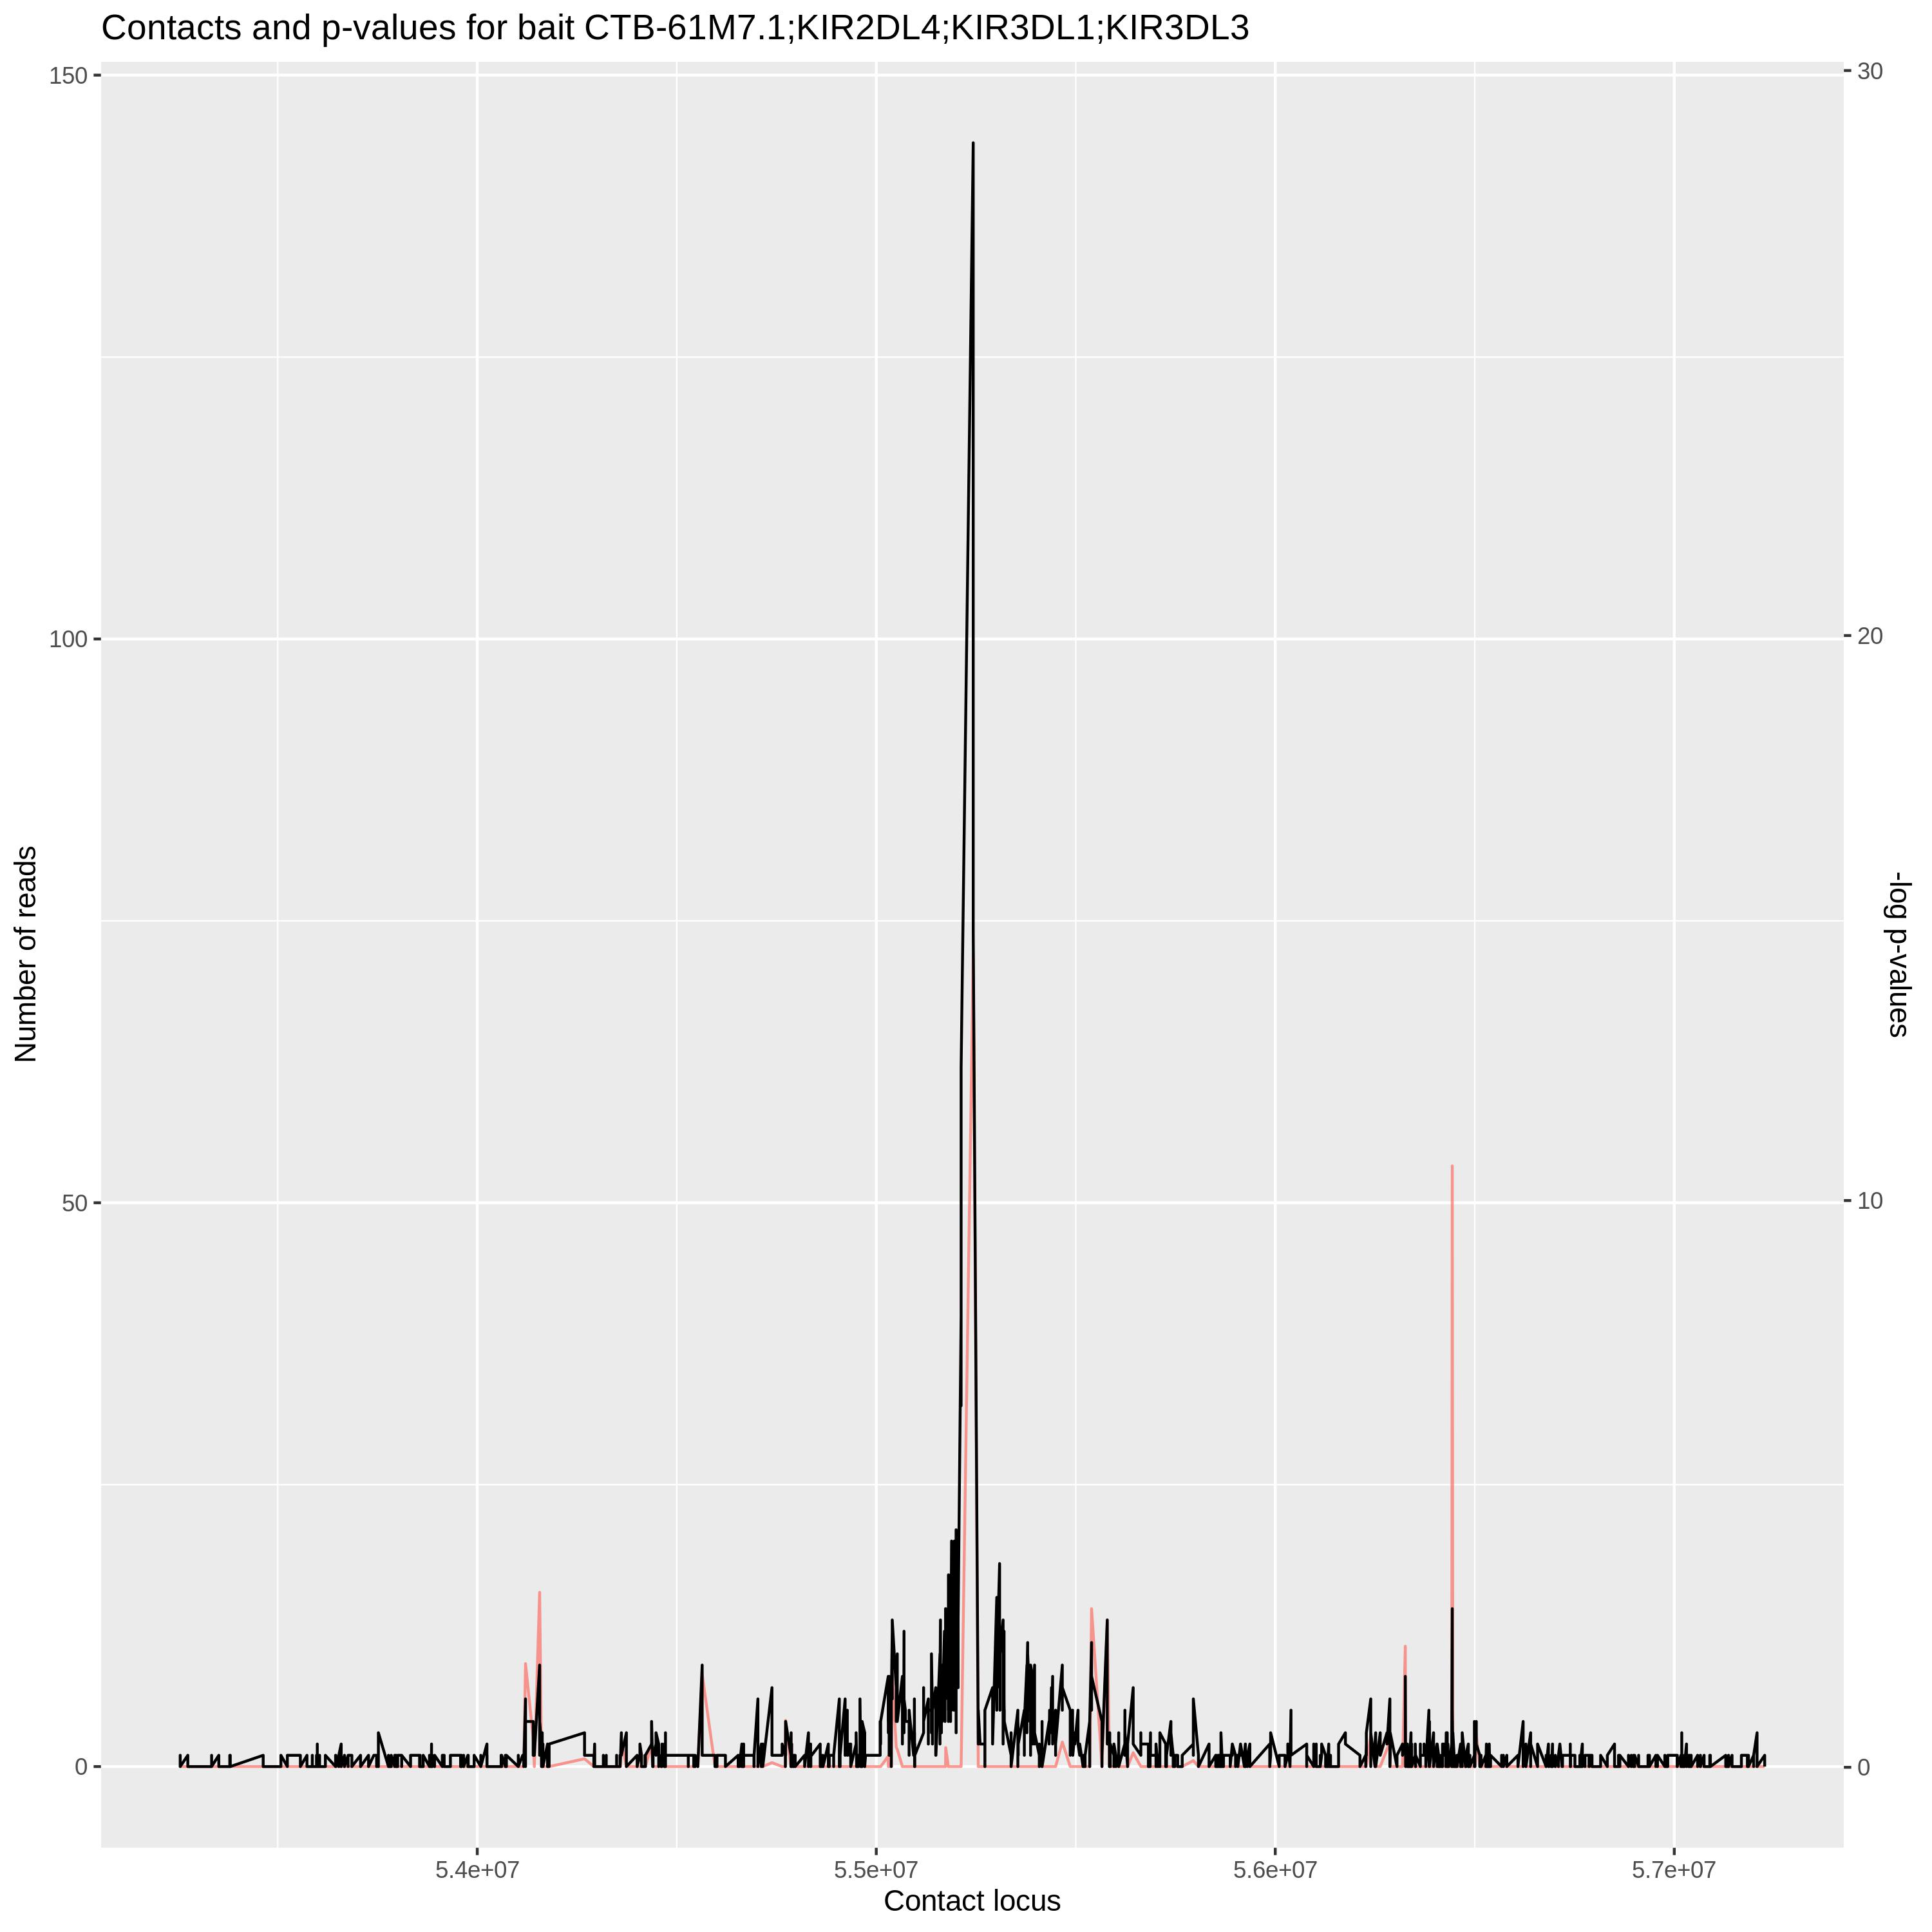 Contacts and p-values for bait CTB-61M7.1;KIR2DL4;KIR3DL1;KIR3DL3
150
100
50
0
30
20
10
0
Number of reads
-log p-values
5.4e+07 5.5e+07 5.6e+07 5.7e+07
Contact locus